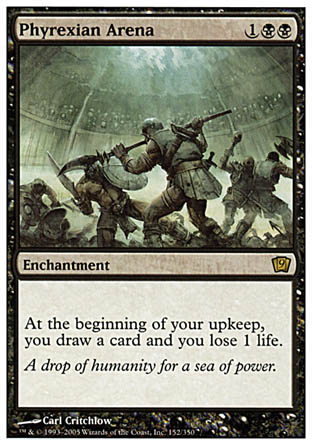 Phyrexian Arena 1
Enchantment 9
At the beginning of your upkeep,
you draw a card and you lose 1 life.
A drop of humanity for a sea of power.
Carl Critchlow
™ & © 1993–2005 Wizards of the Coast, Inc. 152/350